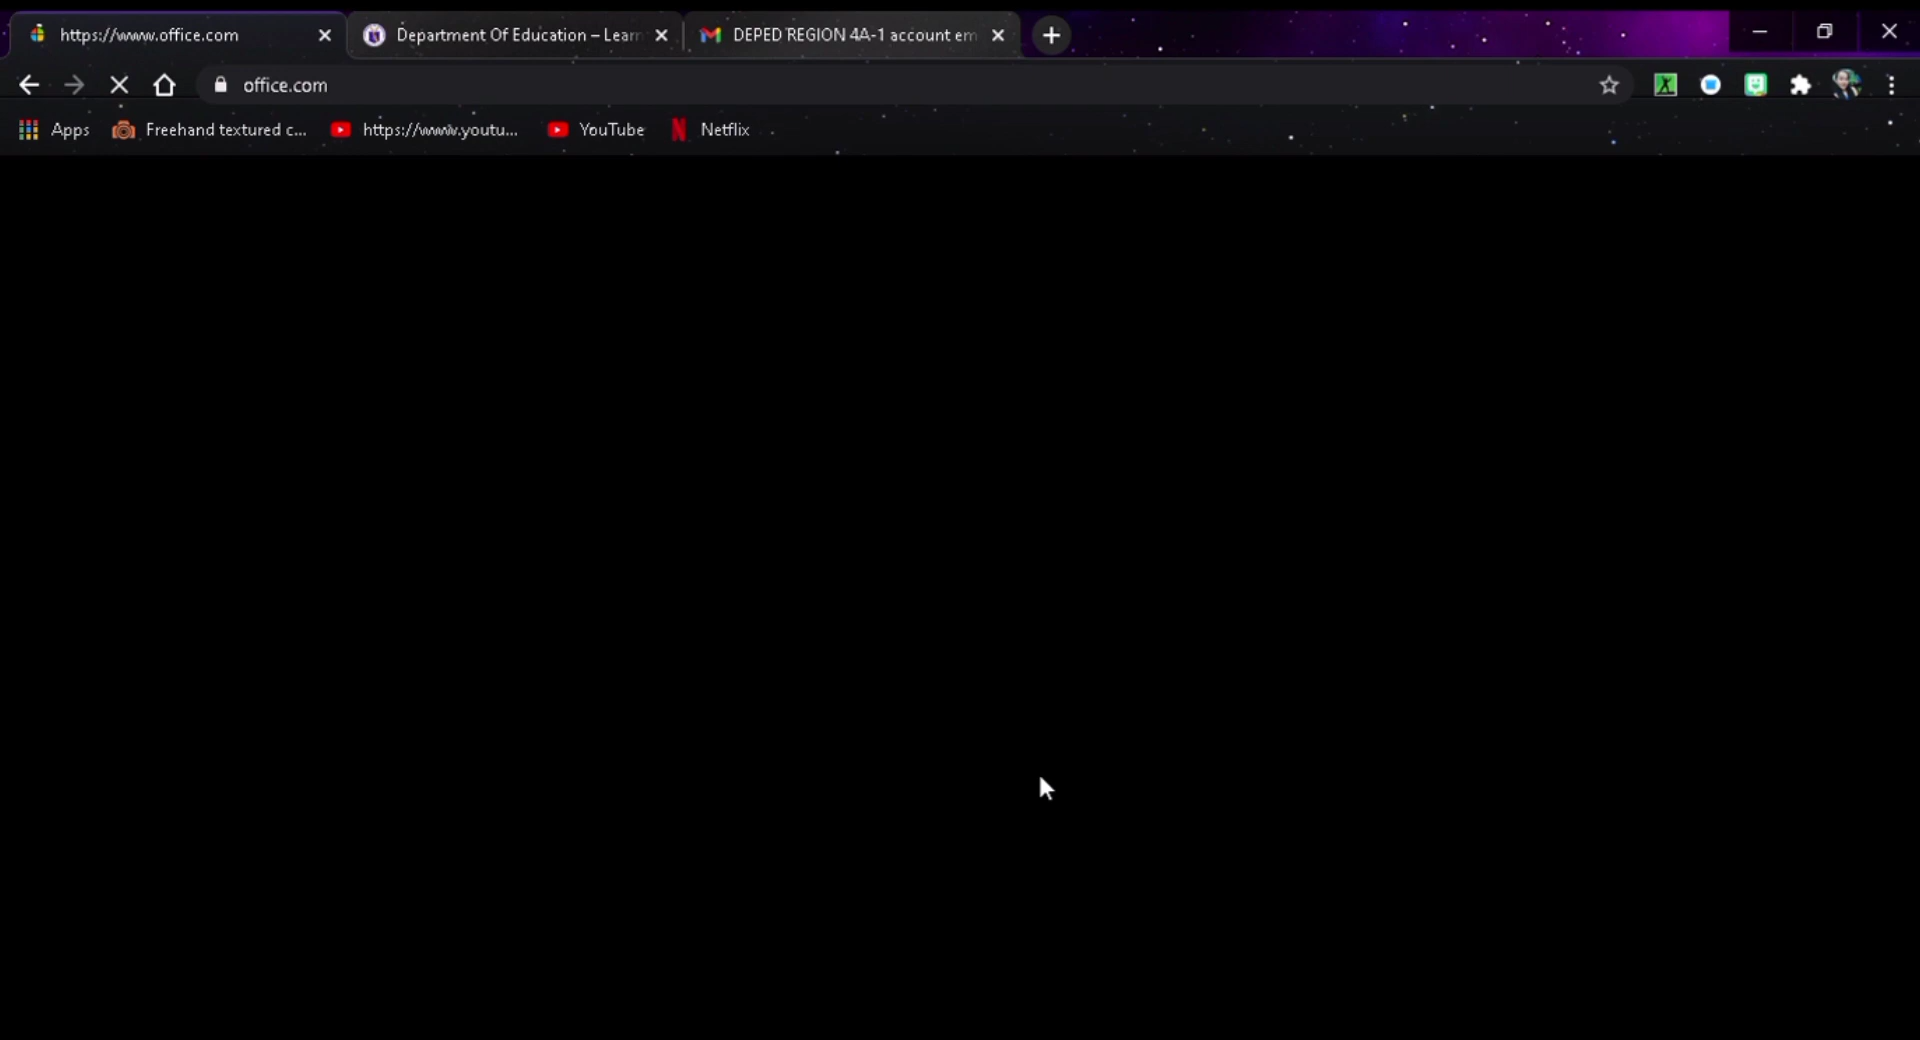 https://www.office.com
Department Of Education – Lear
DEPED REGION 4A-1 account em
office.com
Apps
Freehand textured c...
https://www.youtu...
YouTube
Netflix